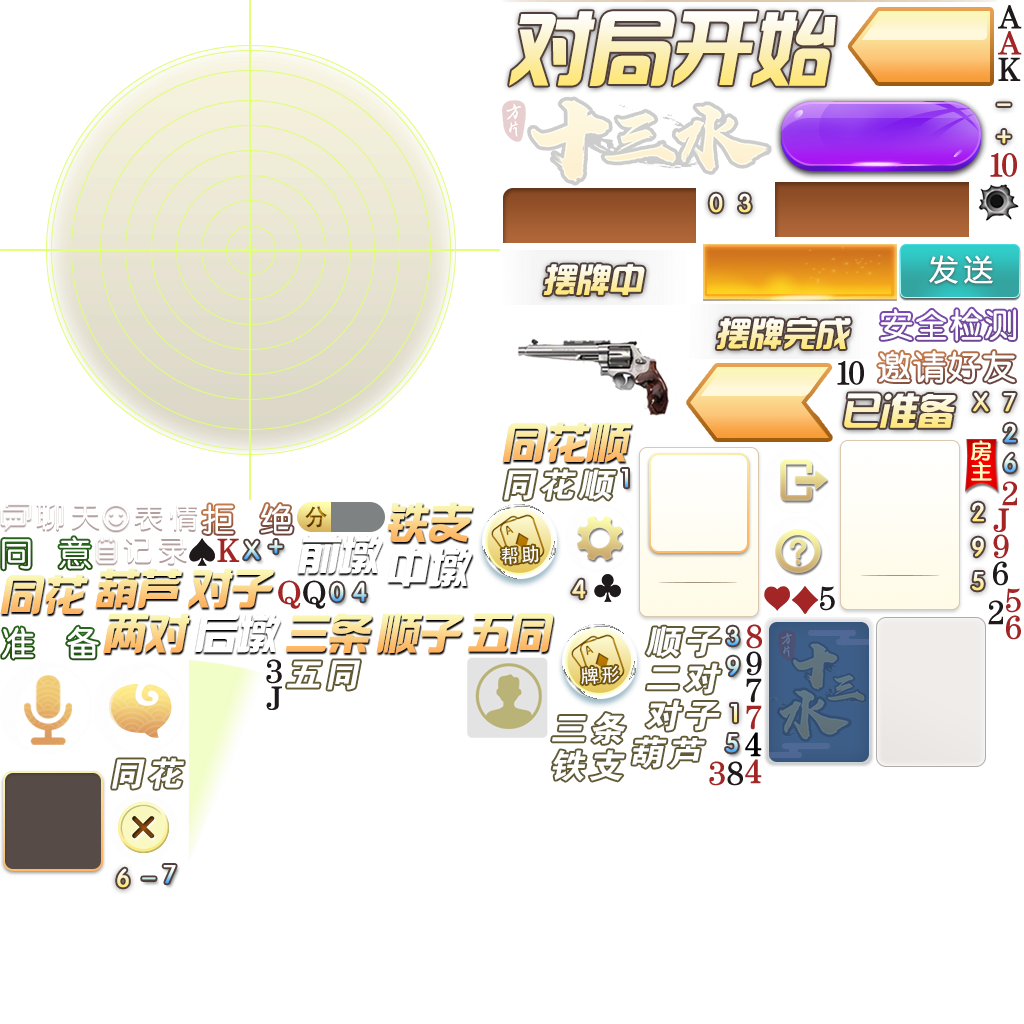 对局开始
A
A
K
方片
十三水
-
+
10
0 3
摆牌中
发送
摆牌完成
安全检测
邀请好友
10
已准备
X 7
2
6
同花顺
同花顺
1
房主
2
J
2
9
9
6
5
5
2
6
聊天
表情
拒 绝
分
铁支
同 意
记录
K
X
+
前墩
中墩
帮助
同花
葫芦
对子
Q
Q
0 4
4
5
准 备
两对
后墩
三条
顺子
五同
3
J
五同
牌形
顺子
3
8
二对
9
9
7
对子
1
7
三条
5
4
铁支
葫芦
3
8
4
方片
十三水
同花
6
-
7